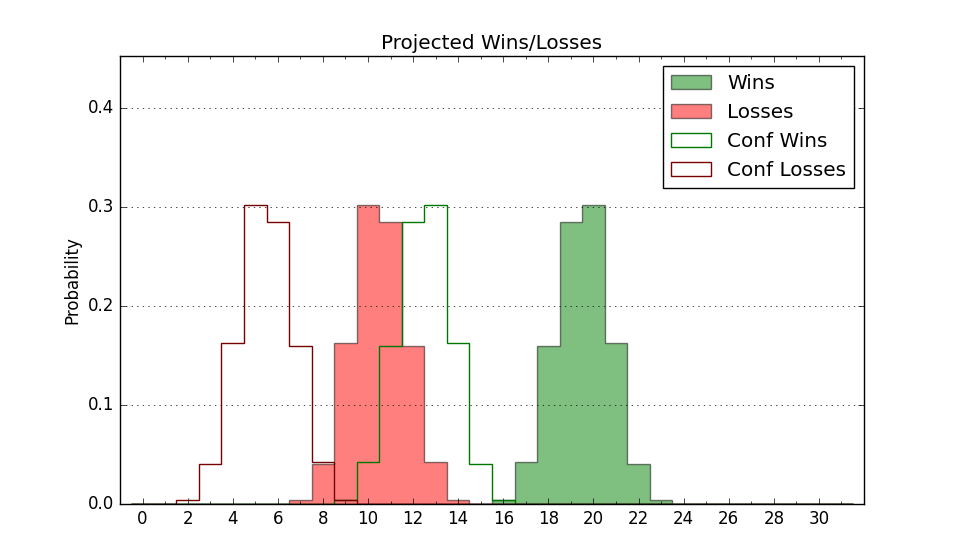 Projected Wins/Losses
Wins
Losses
Conf Wins
Conf Losses
Probability
0.4
0.3
0.2
0.1
0.0
0 2 4 6 8 10 12 14 16 18 20 22 24 26 28 30